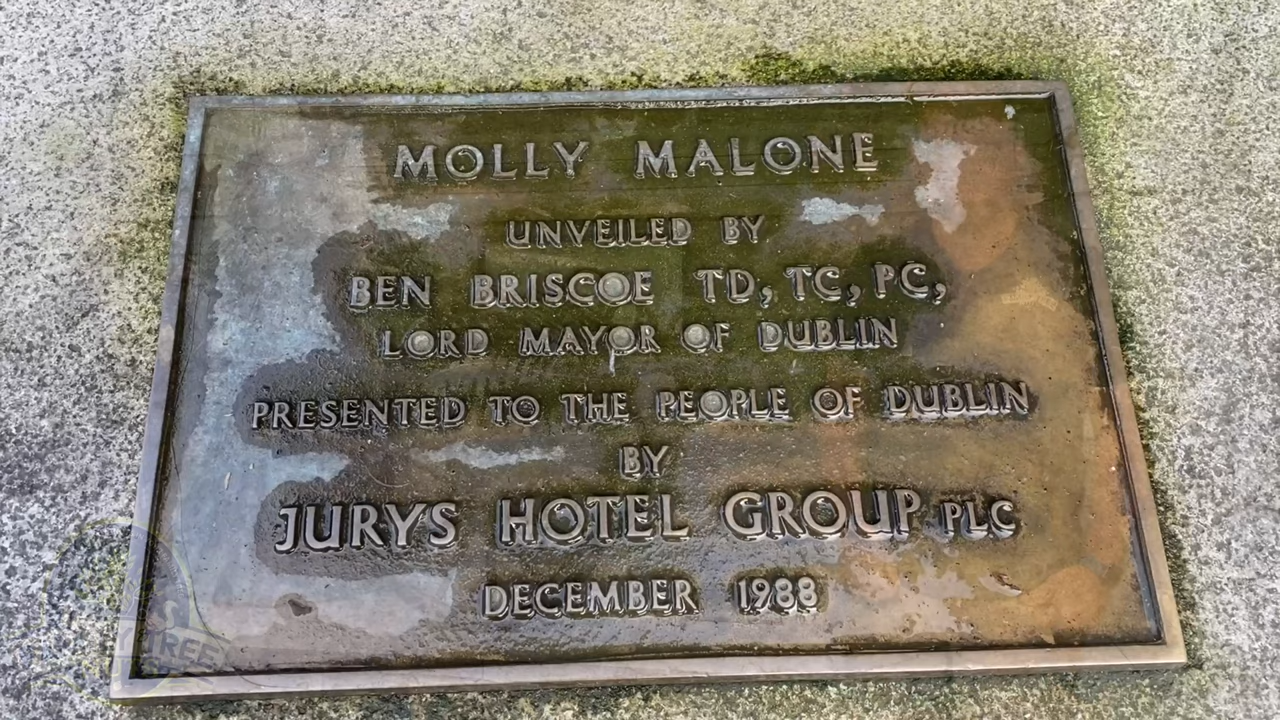 MOLLY MALONE
UNVEILED BY
BEN BRISCOE TD, TC, PC,
LORD MAYOR OF DUBLIN
PRESENTED TO THE PEOPLE OF DUBLIN
BY
JURYS HOTEL GROUP PLC
DECEMBER 1988